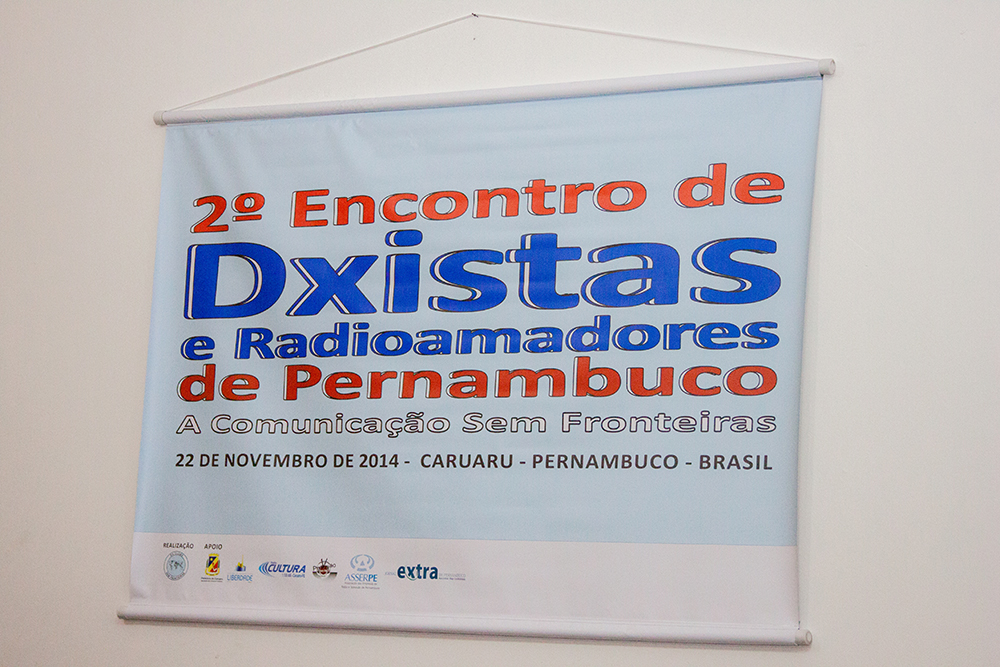 2º Encontro de
Dxistas
e Radioamadores
de Pernambuco
A Comunicação Sem Fronteiras
22 DE NOVEMBRO DE 2014 - CARUARU - PERNAMBUCO - BRASIL
REALIZAÇÃO
APOIO
LIBERDADE
CULTURA
ASSERPE
extra